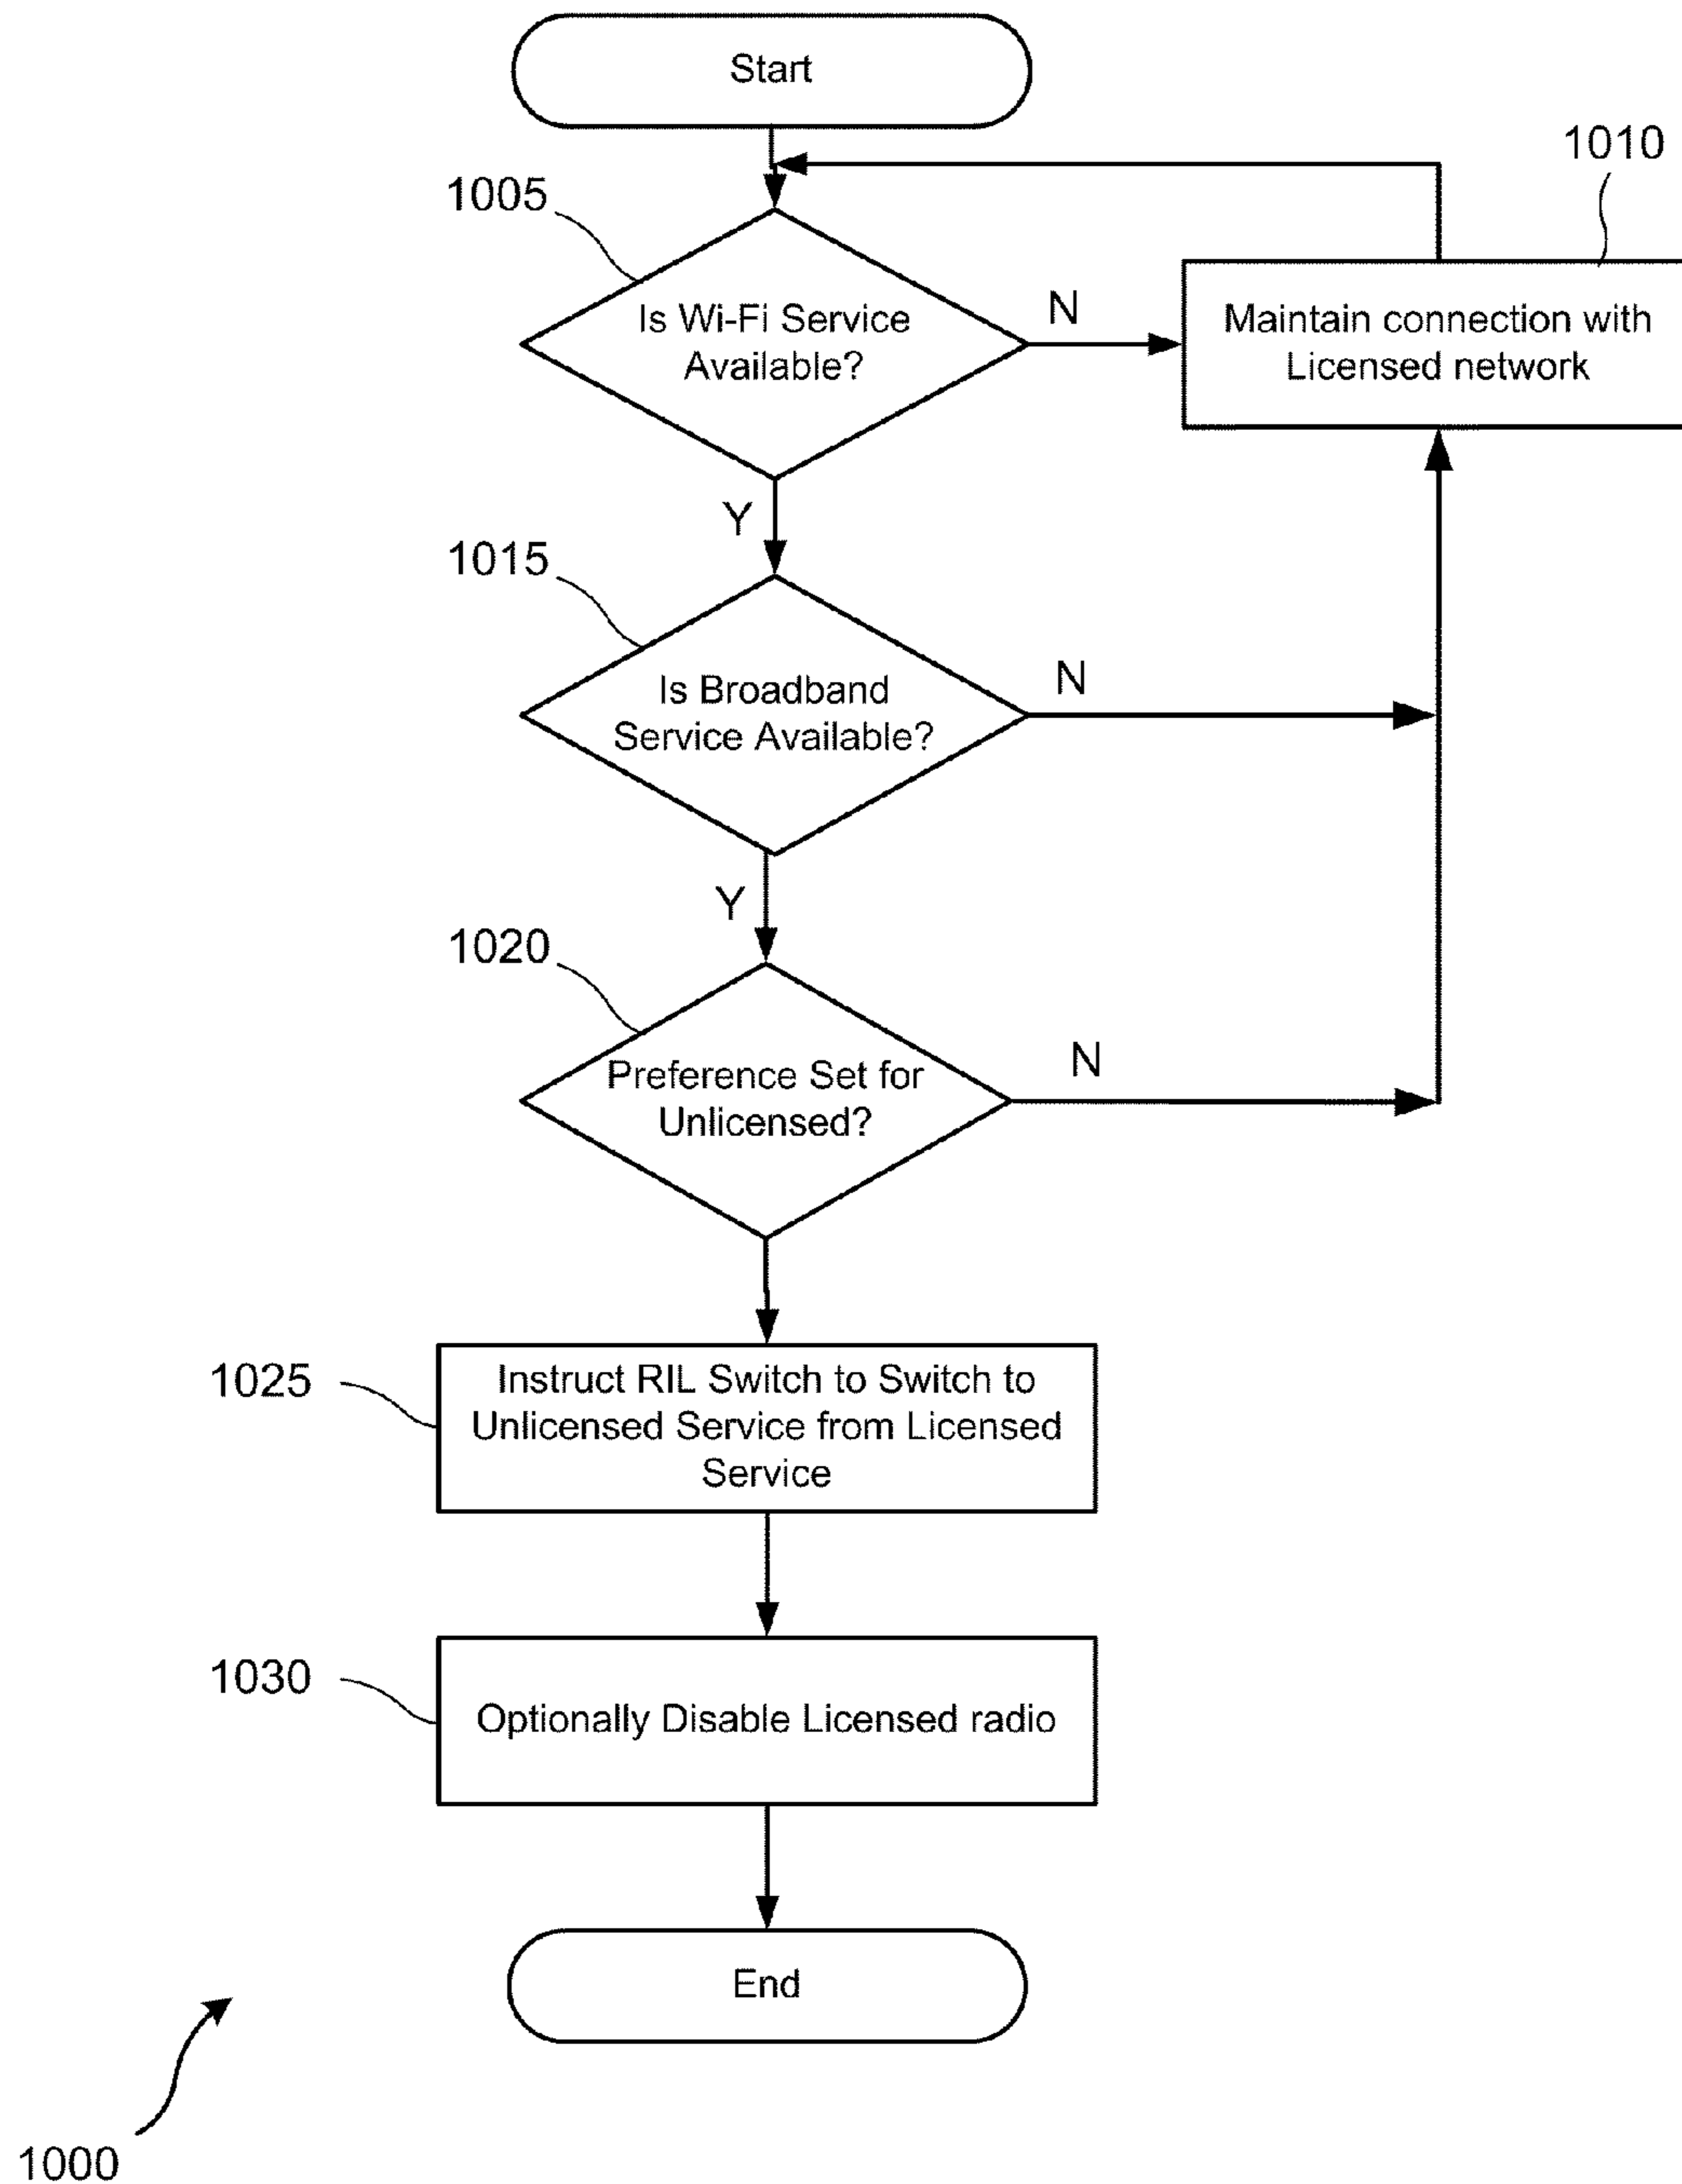 Start
1010
1005
Is Wi-Fi Service
Available?
N
Maintain connection with
Licensed network
Y
1015
Is Broadband
Service Available?
N
Y
1020
Preference Set for
Unlicensed?
N
1025
Instruct RIL Switch to Switch to
Unlicensed Service from Licensed
Service
1030
Optionally Disable Licensed radio
End
1000